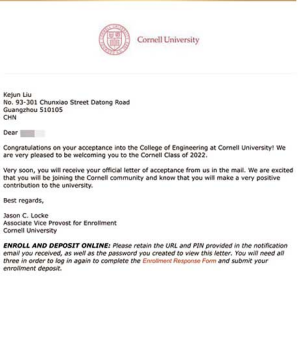 Cornell University
Kejun Liu
No. 93-301 Chunxiao Street Datong Road
Guangzhou 510105
CHN
Dear
Congratulations on your acceptance into the College of Engineering at Cornell University! We
are very pleased to be welcoming you to the Cornell Class of 2022.
Very soon, you will receive your official letter of acceptance from us in the mail. We are excited
that you will be joining the Cornell community and know that you will make a very positive
contribution to the university.
Best regards,
Jason C. Locke
Associate Vice Provost for Enrollment
Cornell University
ENROLL AND DEPOSIT ONLINE: Please retain the URL and PIN provided in the notification
email you received, as well as the password you created to view this letter. You will need all
three in order to log in again to complete the Enrollment Response Form and submit your
enrollment deposit.